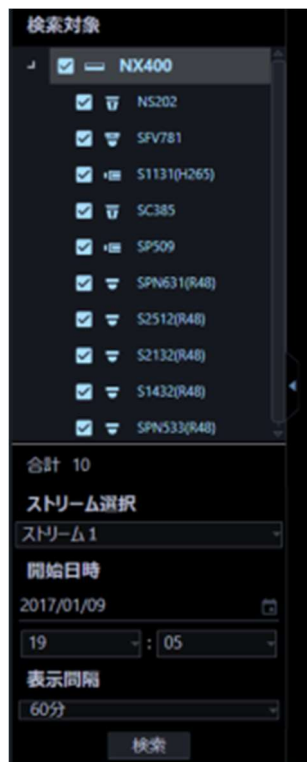 検索対象
NX400
NS202
SFV781
S1131(H265)
SC385
SP509
SPN631(R48)
S2512(R48)
S2132(R48)
S1432(R48)
SPN533(R48)
合計 10
ストリーム選択
ストリーム 1
開始日時
2017/01/09
19 : 05
表示間隔
60分
検索